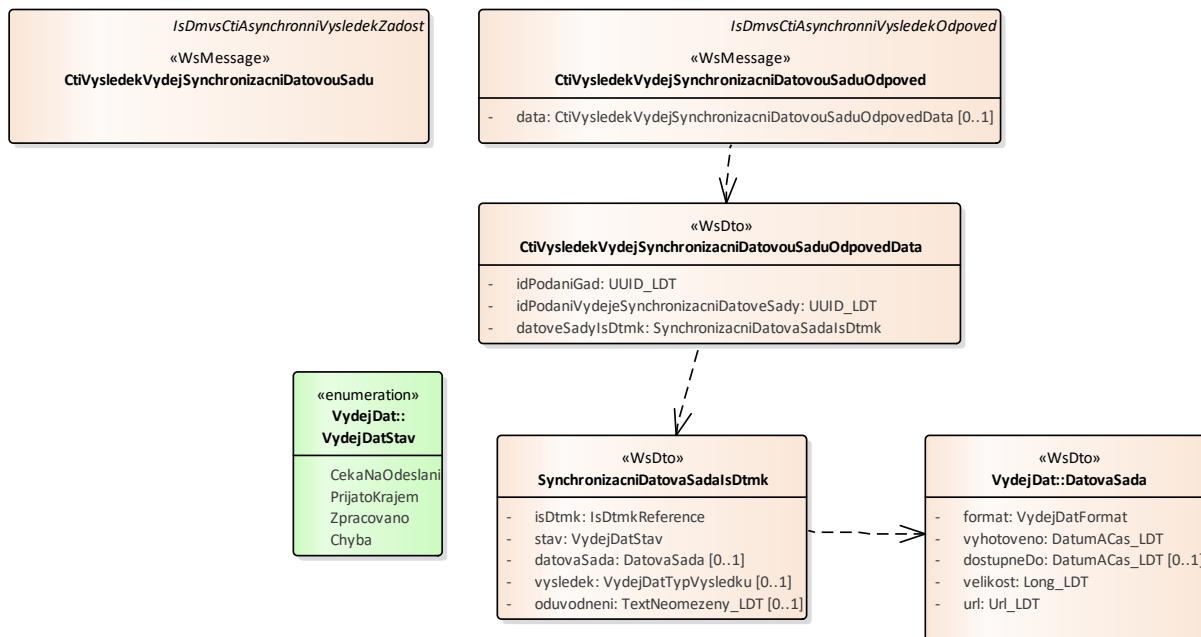 IsDmvsCtiAsynchronniVysledekZadost
«WsMessage»
CtiVysledekVydejSynchronizacniDatovouSadu
IsDmvsCtiAsynchronniVysledekOdpoved
«WsMessage»
CtiVysledekVydejSynchronizacniDatovouSaduOdpoved
- data: CtiVysledekVydejSynchronizacniDatovouSaduOdpovedData [0..1]
«WsDto»
CtiVysledekVydejSynchronizacniDatovouSaduOdpovedData
- idPodaniGad: UUID_LDT
- idPodaniVydejeSynchronizacniDatoveSady: UUID_LDT
- datoveSadyIsDtmk: SynchronizacniDatovaSadaIsDtmk
«enumeration»
VydejDat::
VydejDatStav
CekaNaOdeslani
PrijatoKrajem
Zpracovano
Chyba
«WsDto»
SynchronizacniDatovaSadaIsDtmk
- isDtmk: IsDtmkReference
- stav: VydejDatStav
- datovaSada: DatovaSada [0..1]
- vysledek: VydejDatTypVysledku [0..1]
- oduvodneni: TextNeomezeny_LDT [0..1]
«WsDto»
VydejDat::DatovaSada
- format: VydejDatFormat
- vyhotoveno: DatumACas_LDT
- dostupneDo: DatumACas_LDT [0..1]
- velikost: Long_LDT
- url: Url_LDT